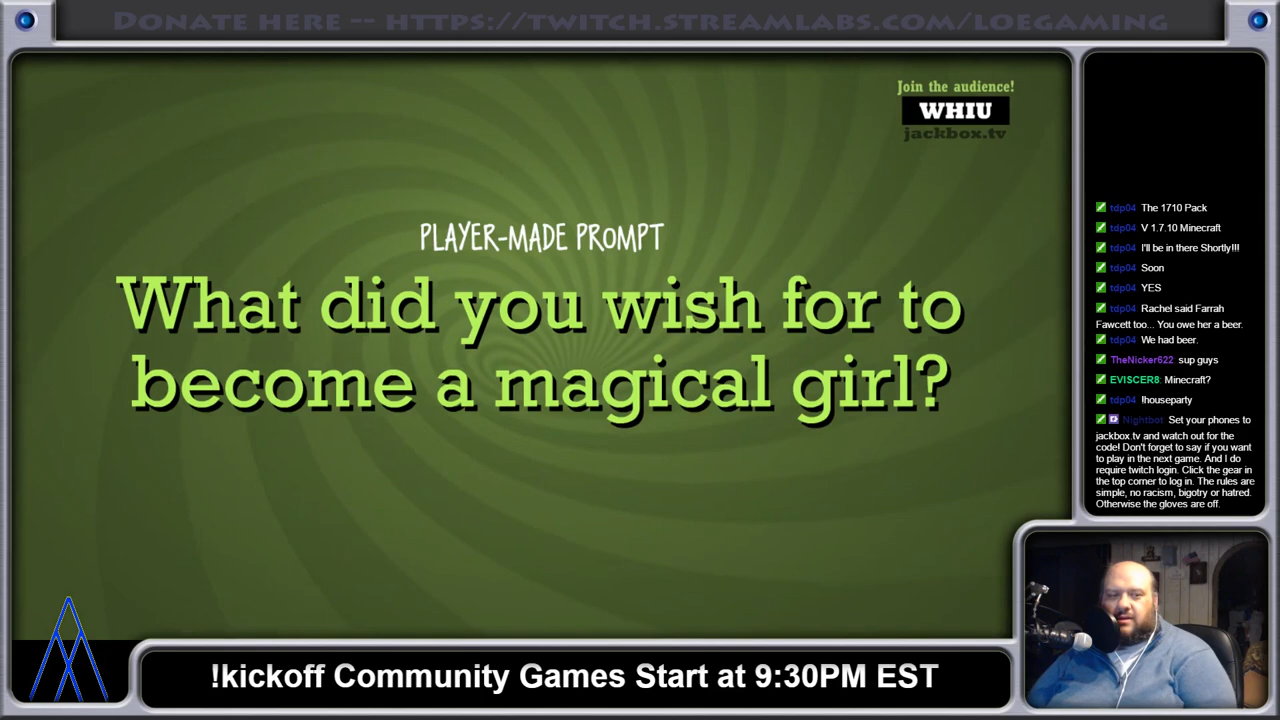 Donate here -- https://twitch.streamlabs.com/loegaming
Join the audience!
WHIU
jackbox.tv
PLAYER-MADE PROMPT
What did you wish for to
become a magical girl?
tdp04 The 1710 Pack
tdp04 V 1.7.10 Minecraft
tdp04 I'll be in there Shortly!!!
tdp04 Soon
tdp04 YES
tdp04 Rachel said Farrah
Fawcett too... You owe her a beer.
tdp04 We had beer.
TheNicker622 sup guys
EVISCER8: Minecraft?
tdp04 !houseparty
Nightbot Set your phones to
jackbox.tv and watch out for the
code! Don't forget to say if you want
to play in the next game. And I do
require twitch login. Click the gear in
the top corner to log in. The rules are
simple, no racism, bigotry or hatred.
Otherwise the gloves are off.
!kickoff Community Games Start at 9:30PM EST